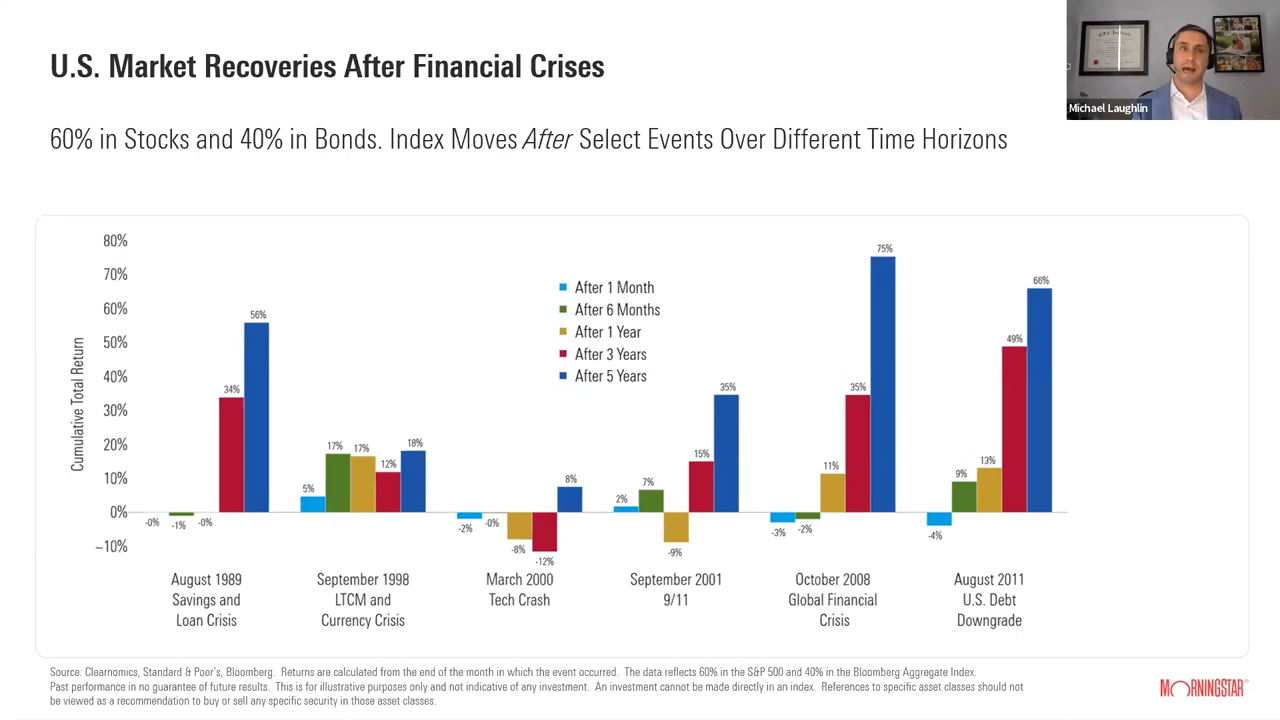 U.S. Market Recoveries After Financial Crises
Michael Laughlin
60% in Stocks and 40% in Bonds. Index Moves After Select Events Over Different Time Horizons
Cumulative Total Return
80%
70%
60%
50%
40%
30%
20%
10%
0%
–10%
After 1 Month
After 6 Months
After 1 Year
After 3 Years
After 5 Years
-0%
-1%
-0%
34%
56%
5%
17%
17%
12%
18%
-2%
-0%
-8%
-12%
8%
2%
7%
-9%
15%
35%
-3%
-2%
11%
35%
75%
-4%
9%
13%
49%
66%
August 1989
Savings and
Loan Crisis
September 1998
LTCM and
Currency Crisis
March 2000
Tech Crash
September 2001
9/11
October 2008
Global Financial
Crisis
August 2011
U.S. Debt
Downgrade
Source: Clearnomics, Standard & Poor's, Bloomberg. Returns are calculated from the end of the month in which the event occurred. The data reflects 60% in the S&P 500 and 40% in the Bloomberg Aggregate Index.
Past performance in no guarantee of future results. This is for illustrative purposes only and not indicative of any investment. An investment cannot be made directly in an index. References to specific asset classes should not
be viewed as a recommendation to buy or sell any specific security in those asset classes.
MORNINGSTAR®